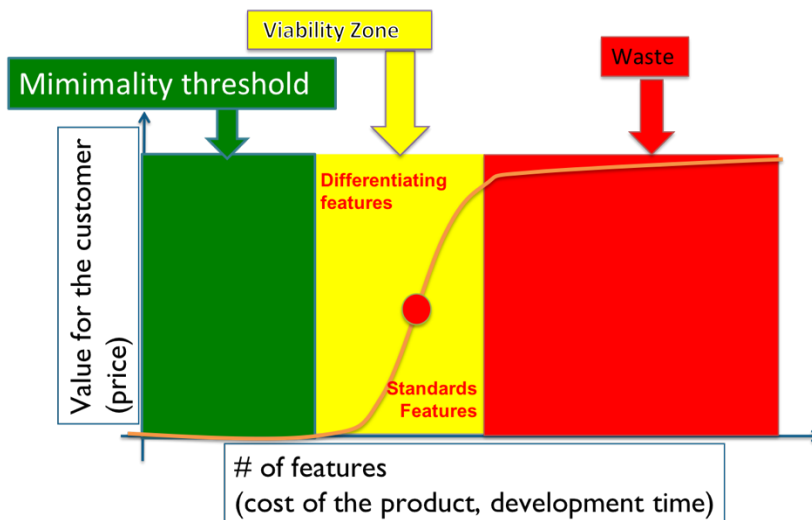 Viability Zone
Waste
Mimimality threshold
Value for the customer
(price)
Differentiating
features
Standards
Features
# of features
(cost of the product, development time)